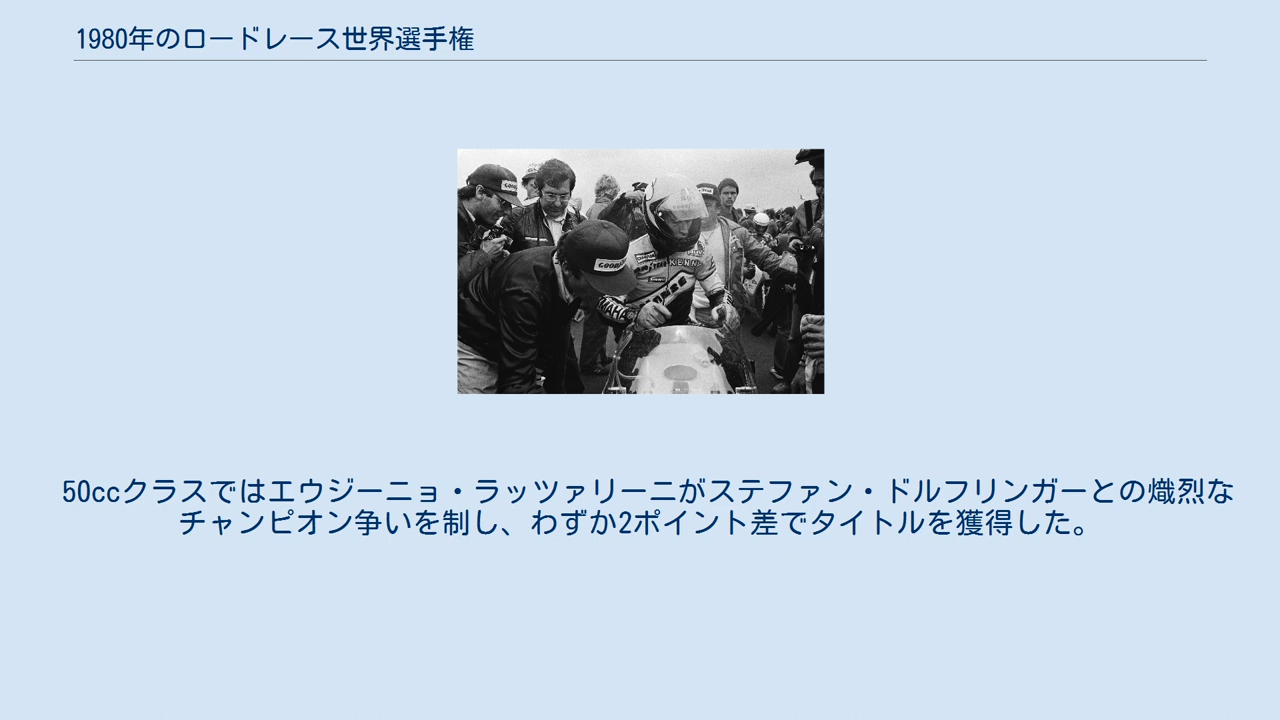 1980年のロードレース世界選手権
GOODYEAR
KENNY
50ccクラスではエウジーニョ・ラッツァリーニがステファン・ドルフリンガーとの熾烈な
チャンピオン争いを制し、わずか2ポイント差でタイトルを獲得した。